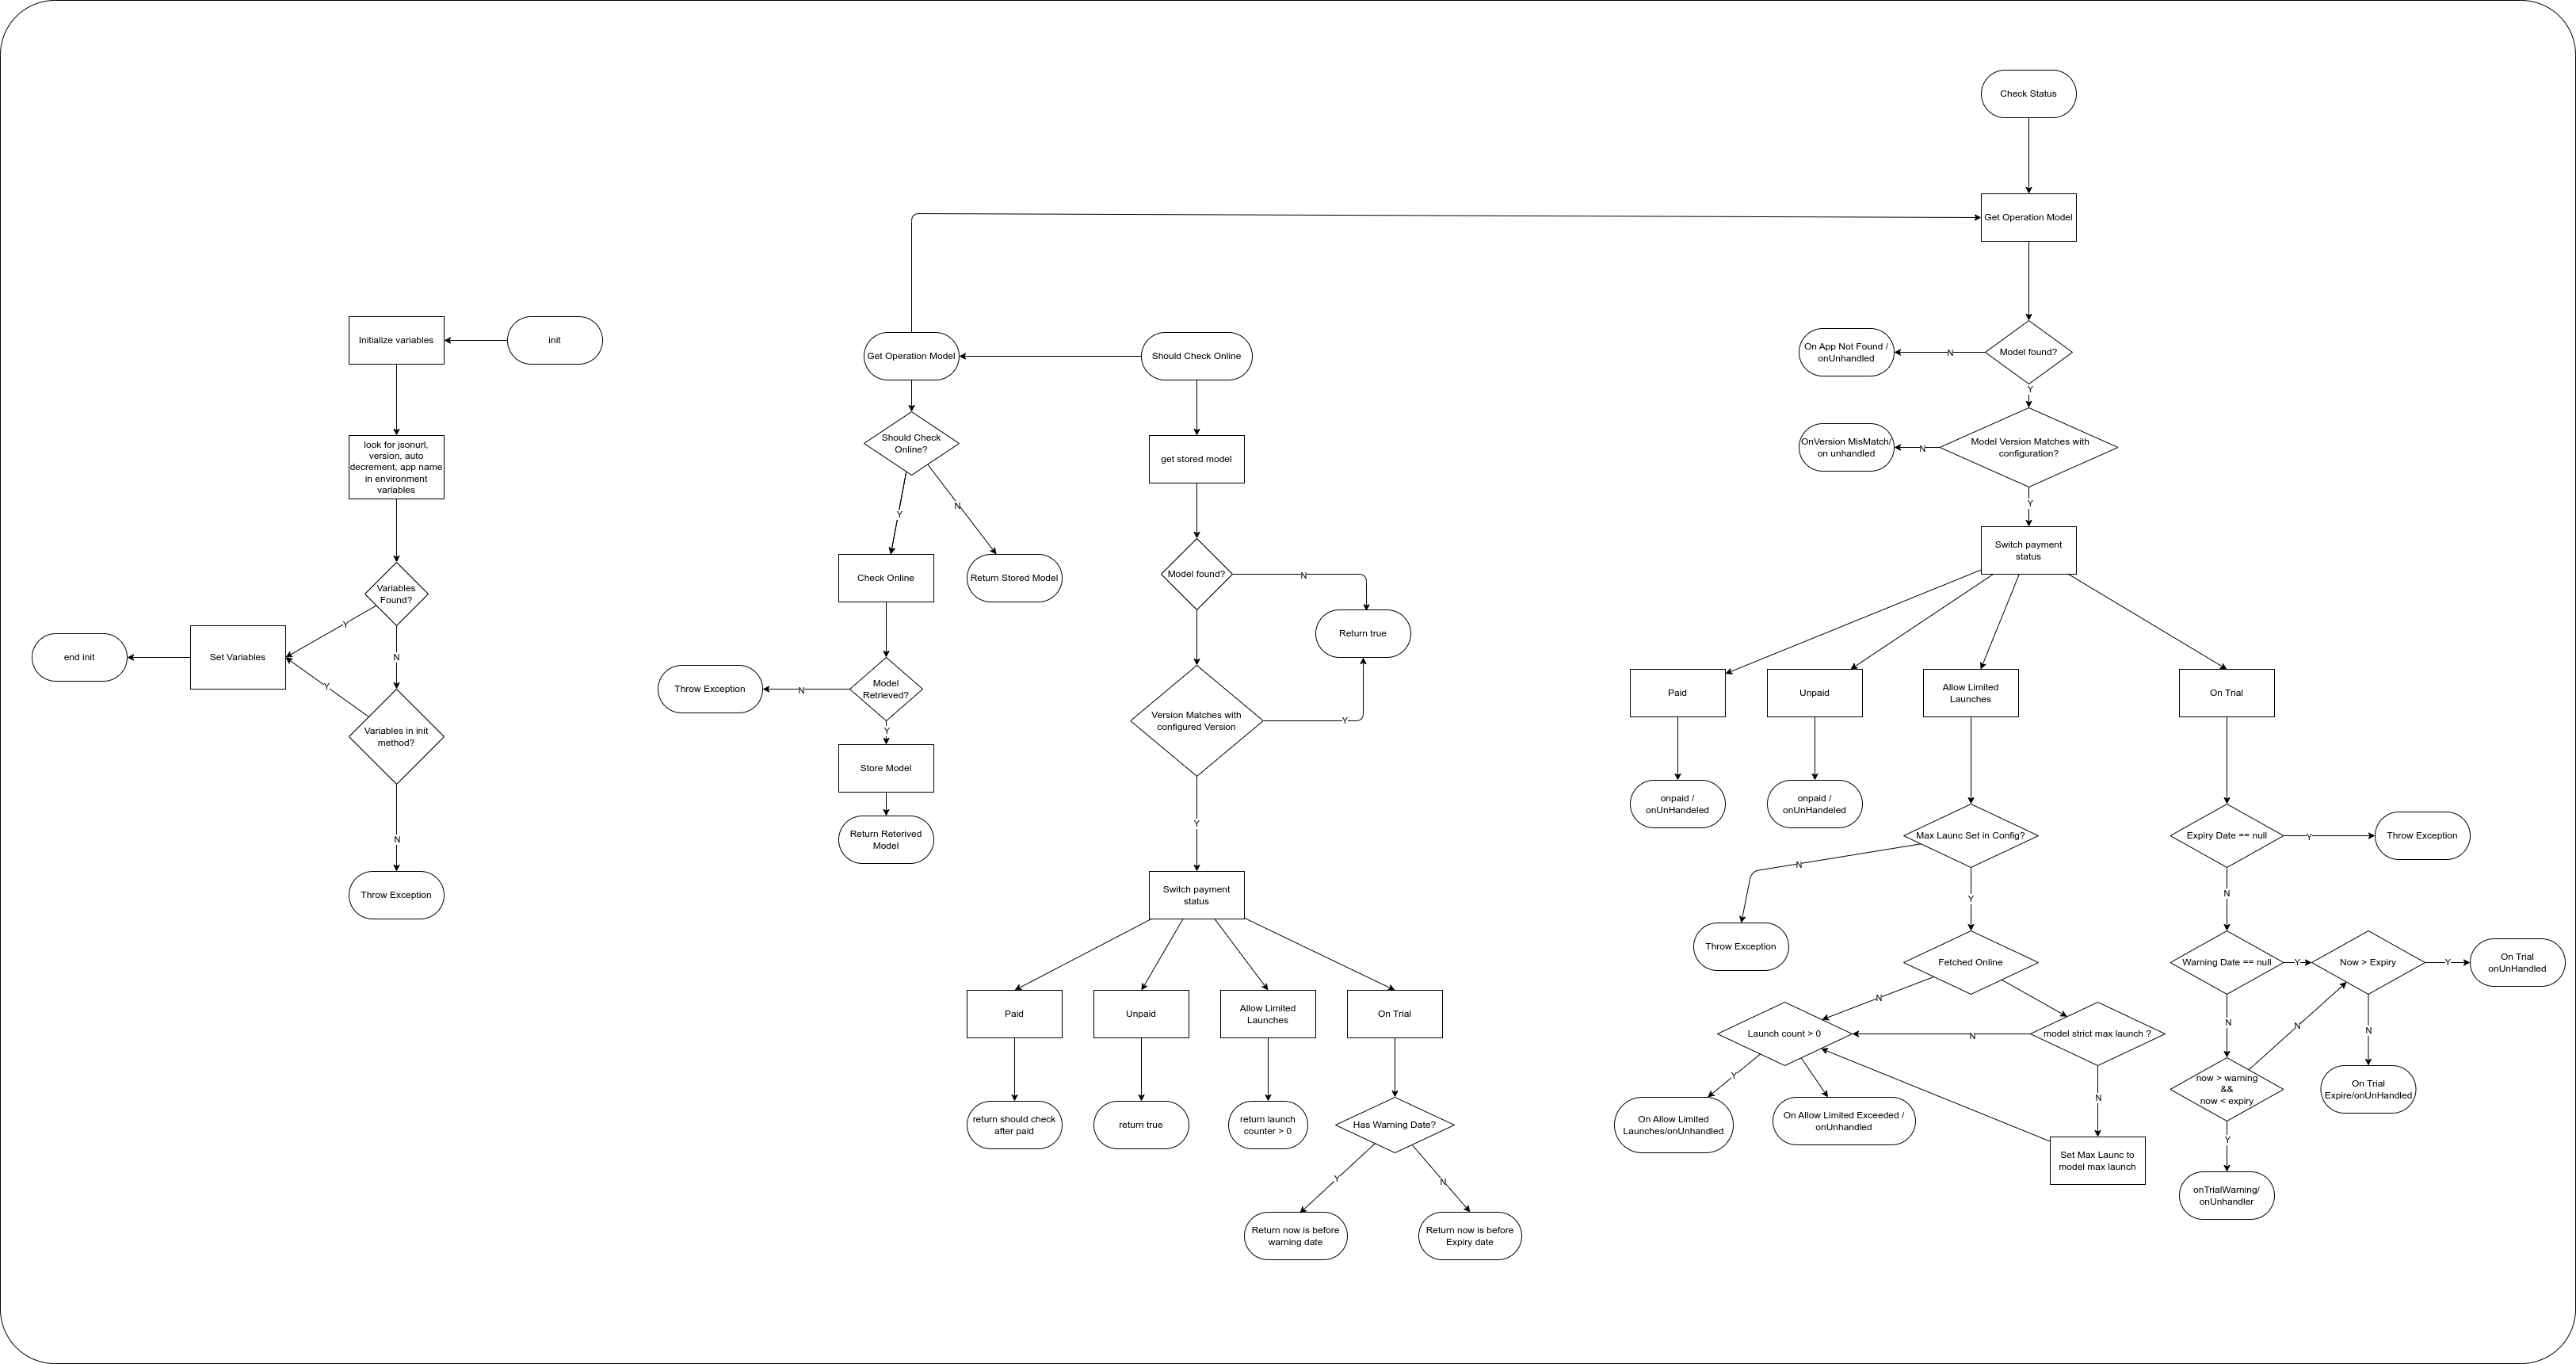 Check Status
Get Operation Model
Initialize variables
init
look for jsonurl,
version, auto
decrement, app name
in environment
variables
Variables
Found?
Y
N
Set Variables
end init
Y
Variables in init
method?
N
Throw Exception
Get Operation Model
Should Check Online
Should Check
Online?
Y
N
Check Online
Return Stored Model
Model
Retrieved?
N
Throw Exception
Y
Store Model
Return Reterived
Model
get stored model
Model found?
N
Return true
Version Matches with
configured Version
Y
Y
Switch payment
status
Paid
Unpaid
Allow Limited
Launches
On Trial
return should check
after paid
return true
return launch
counter > 0
Has Warning Date?
Y
N
Return now is before
warning date
Return now is before
Expiry date
Model found?
N
On App Not Found /
onUnhandled
Y
Model Version Matches with
configuration?
N
OnVersion MisMatch/
on unhandled
Y
Switch payment
status
Paid
Unpaid
Allow Limited
Launches
On Trial
onpaid /
onUnHandeled
onpaid /
onUnHandeled
Max Launc Set in Config?
N
Throw Exception
Y
Fetched Online
N
Launch count > 0
N
model strict max launch ?
Y
On Allow Limited
Launches/onUnhandled
On Allow Limited Exceeded /
onUnhandled
N
Set Max Launc to
model max launch
Expiry Date == null
Y
Throw Exception
N
Warning Date == null
Y
Now > Expiry
Y
On Trial
onUnHandled
N
N
N
now > warning
&&
now < expiry
On Trial
Expire/onUnHandled
Y
onTrialWarning/
onUnhandler